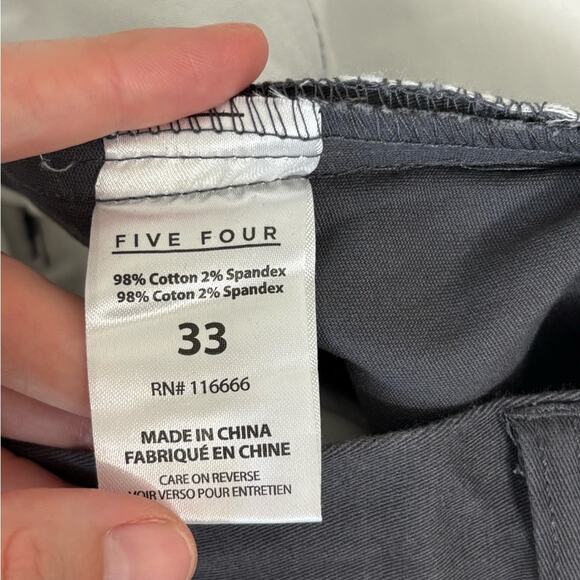 FIVE FOUR
98% Cotton 2% Spandex
98% Coton 2% Spandex
33
RN# 116666
MADE IN CHINA
FABRIQUÉ EN CHINE
CARE ON REVERSE
VOIR VERSO POUR ENTRETIEN